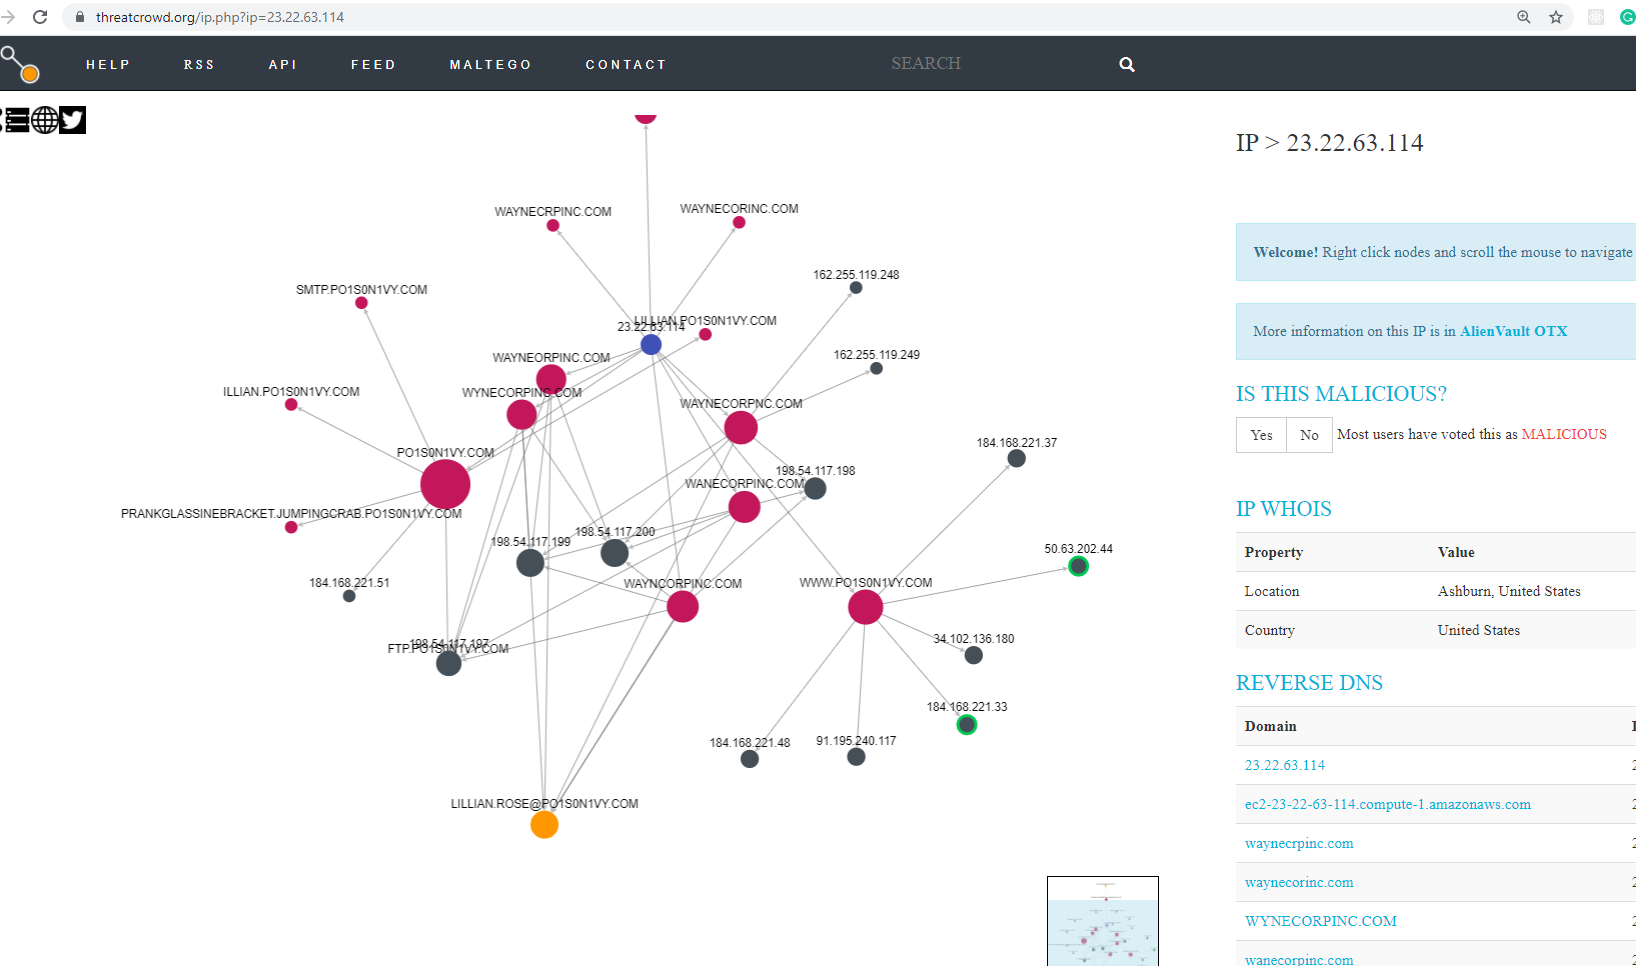 threatcrowd.org/ip.php?ip=23.22.63.114
HELP RSS API FEED MALTEGO CONTACT SEARCH
IP > 23.22.63.114
WAYNECRPINC.COM
WAYNECORINC.COM
162.255.119.248
SMTP.PO1S0N1VY.COM
LILLIAN.PO1S0N1VY.COM
23.22.63.114
WAYNEORPINC.COM
162.255.119.249
ILLIAN.PO1S0N1VY.COM
WYNECORPINC.COM
WAYNECORPNC.COM
PO1S0N1VY.COM
184.168.221.37
198.54.117.198
WANECORPINC.COM
PRANKGLASSINEBRACKET.JUMPINGCRAB.PO1S0N1VY.COM
198.54.117.200
198.54.117.199
50.63.202.44
184.168.221.51
WAYNCORPINC.COM
WWW.PO1S0N1VY.COM
198.54.117.197
FTP.PO1S0N1VY.COM
34.102.136.180
184.168.221.33
184.168.221.48
91.195.240.117
LILLIAN.ROSE@PO1S0N1VY.COM
Welcome! Right click nodes and scroll the mouse to navigate
More information on this IP is in AlienVault OTX
IS THIS MALICIOUS?
Yes No Most users have voted this as MALICIOUS
IP WHOIS
Property Value
Location Ashburn, United States
Country United States
REVERSE DNS
Domain
23.22.63.114
ec2-23-22-63-114.compute-1.amazonaws.com
waynecrpinc.com
waynecorinc.com
WYNECORPINC.COM
wanecorpinc.com